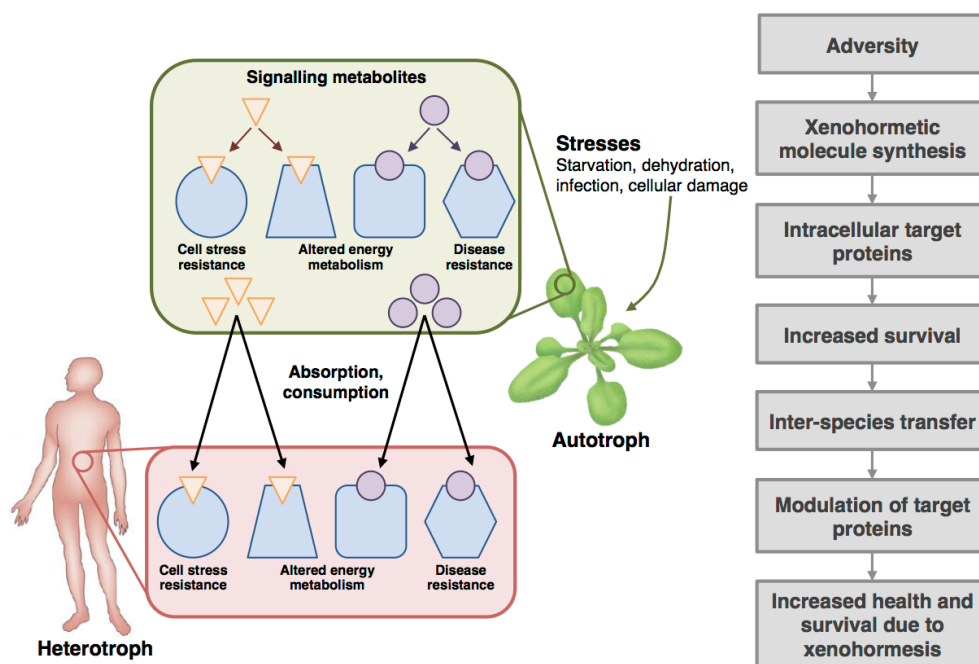 Signalling metabolites
Cell stress
resistance
Altered energy
metabolism
Disease
resistance
Stresses
Starvation, dehydration,
infection, cellular damage
Absorption,
consumption
Autotroph
Cell stress
resistance
Altered energy
metabolism
Disease
resistance
Heterotroph
Adversity
Xenohormetic
molecule synthesis
Intracellular target
proteins
Increased survival
Inter-species transfer
Modulation of target
proteins
Increased health and
survival due to
xenohormesis